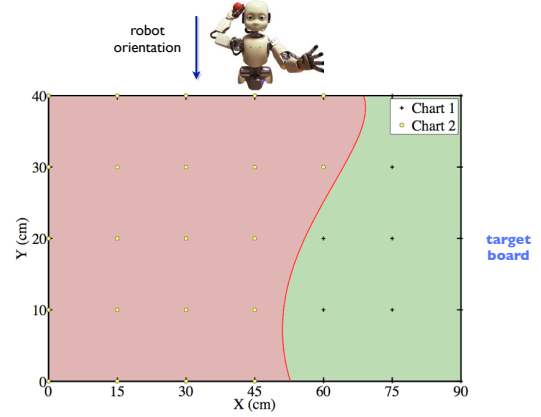 robot
orientation
40
30
20
10
0
Y (cm)
Chart 1
Chart 2
target
board
0 15 30 45 60 75 90
X (cm)